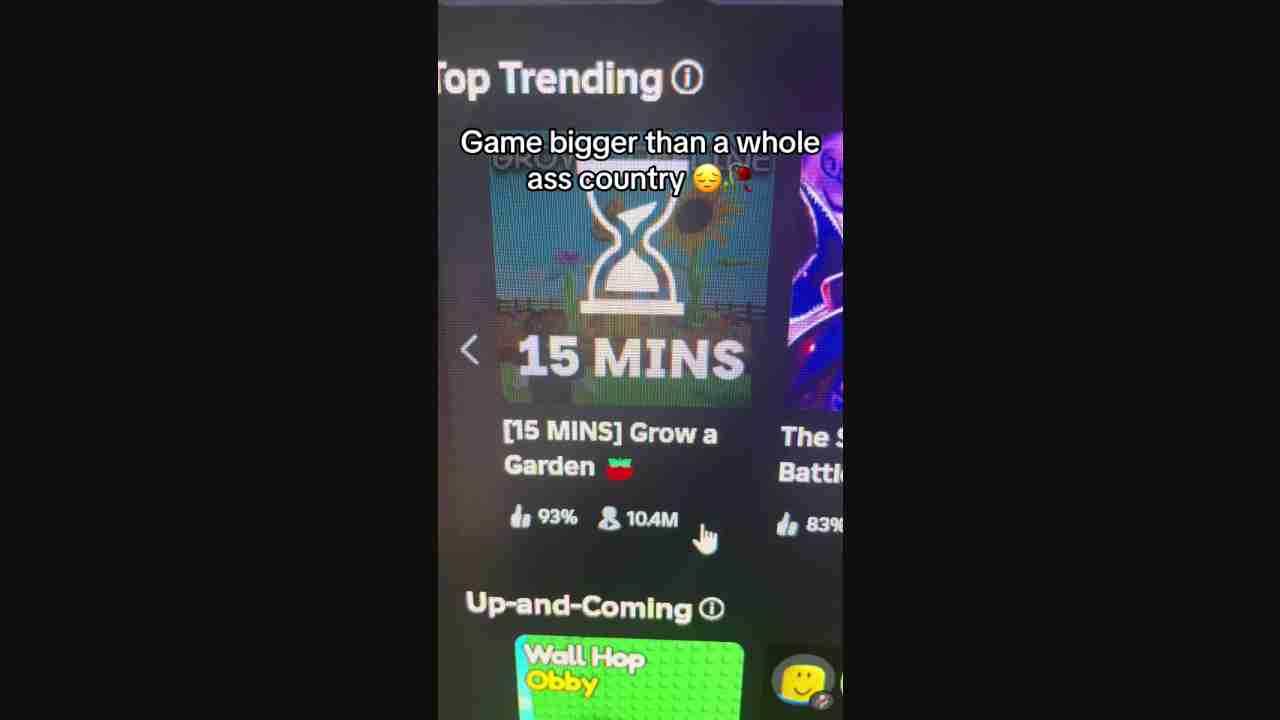 Top Trending
Game bigger than a whole
ass country 😔🥀
15 MINS
[15 MINS] Grow a
Garden 🍅
93% 10.4M
The S
Battl
83%
Up-and-Coming
Wall Hop
Obby